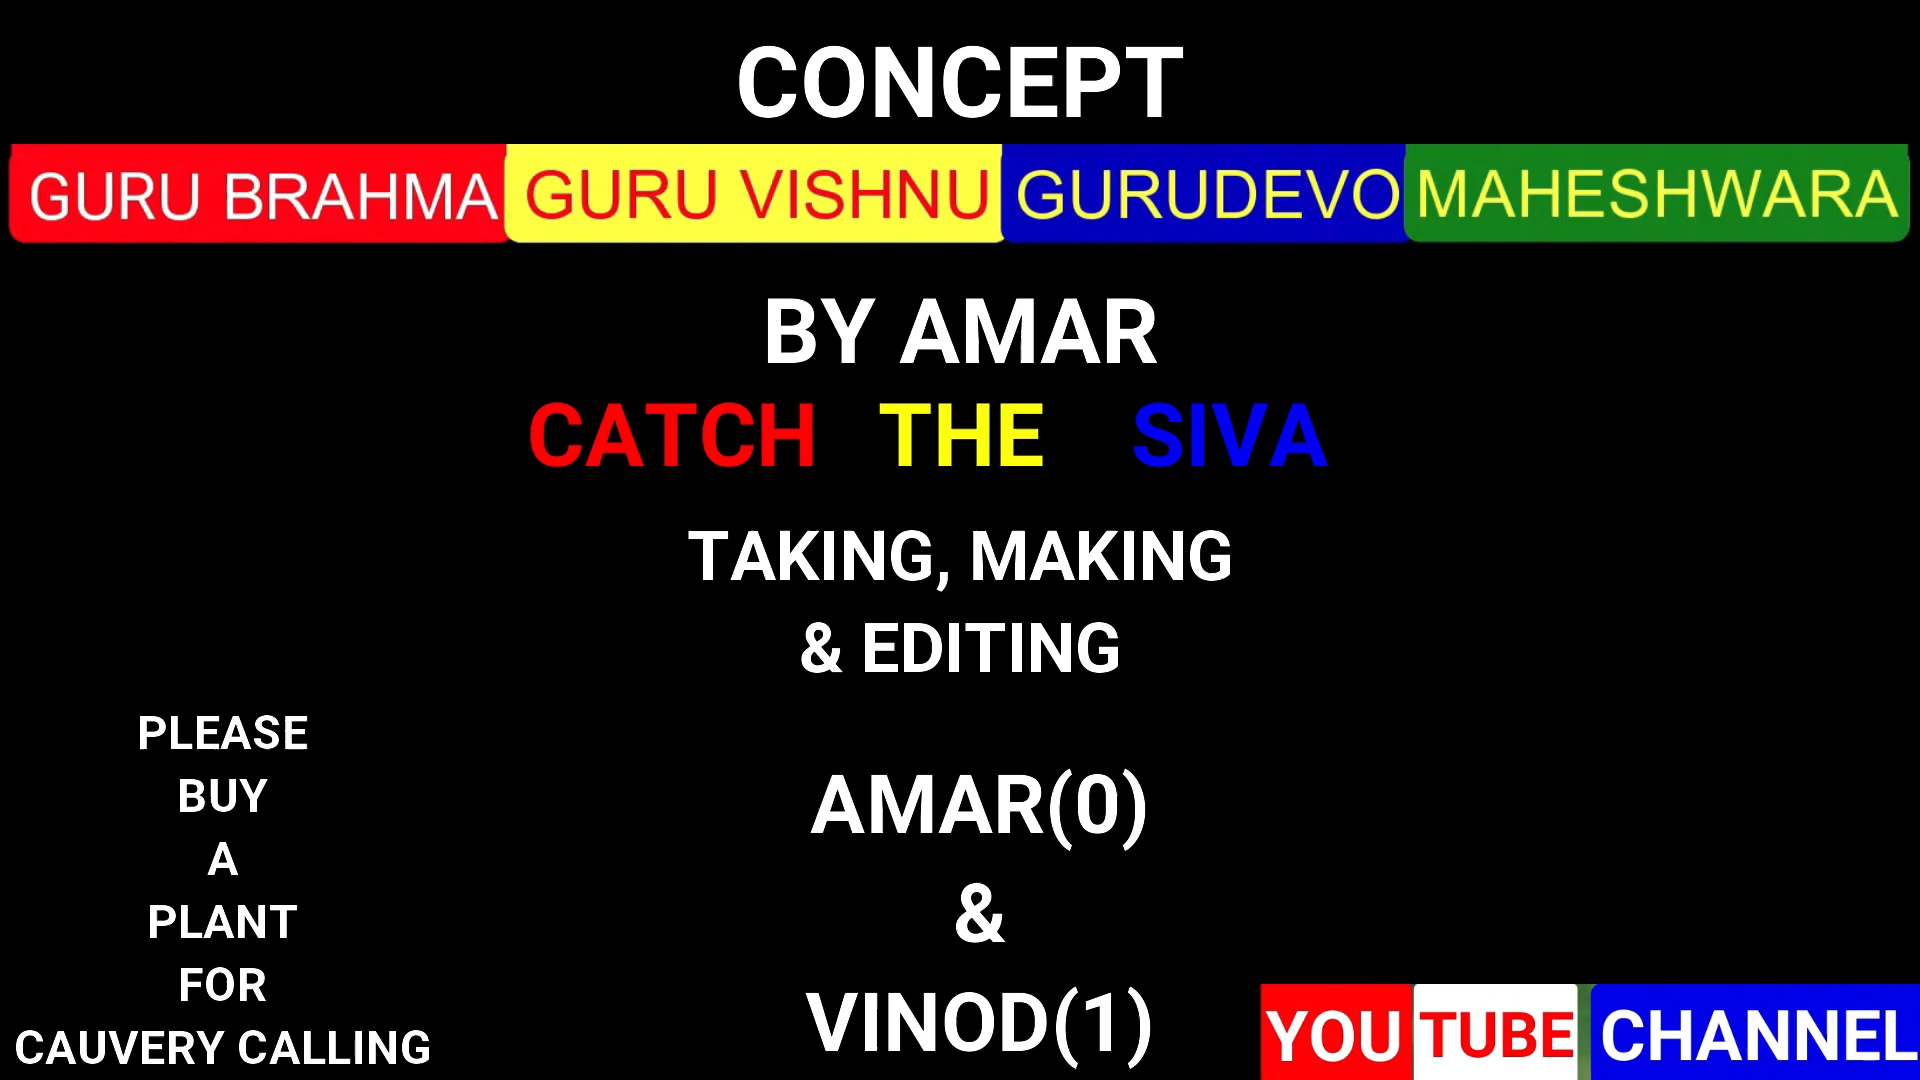 CONCEPT
GURU BRAHMA GURU VISHNU GURUDEVO MAHESHWARA
BY AMAR
CATCH THE SIVA
TAKING, MAKING
& EDITING
PLEASE
BUY
A
PLANT
FOR
CAUVERY CALLING
AMAR(0)
&
VINOD(1)
YOU TUBE CHANNEL